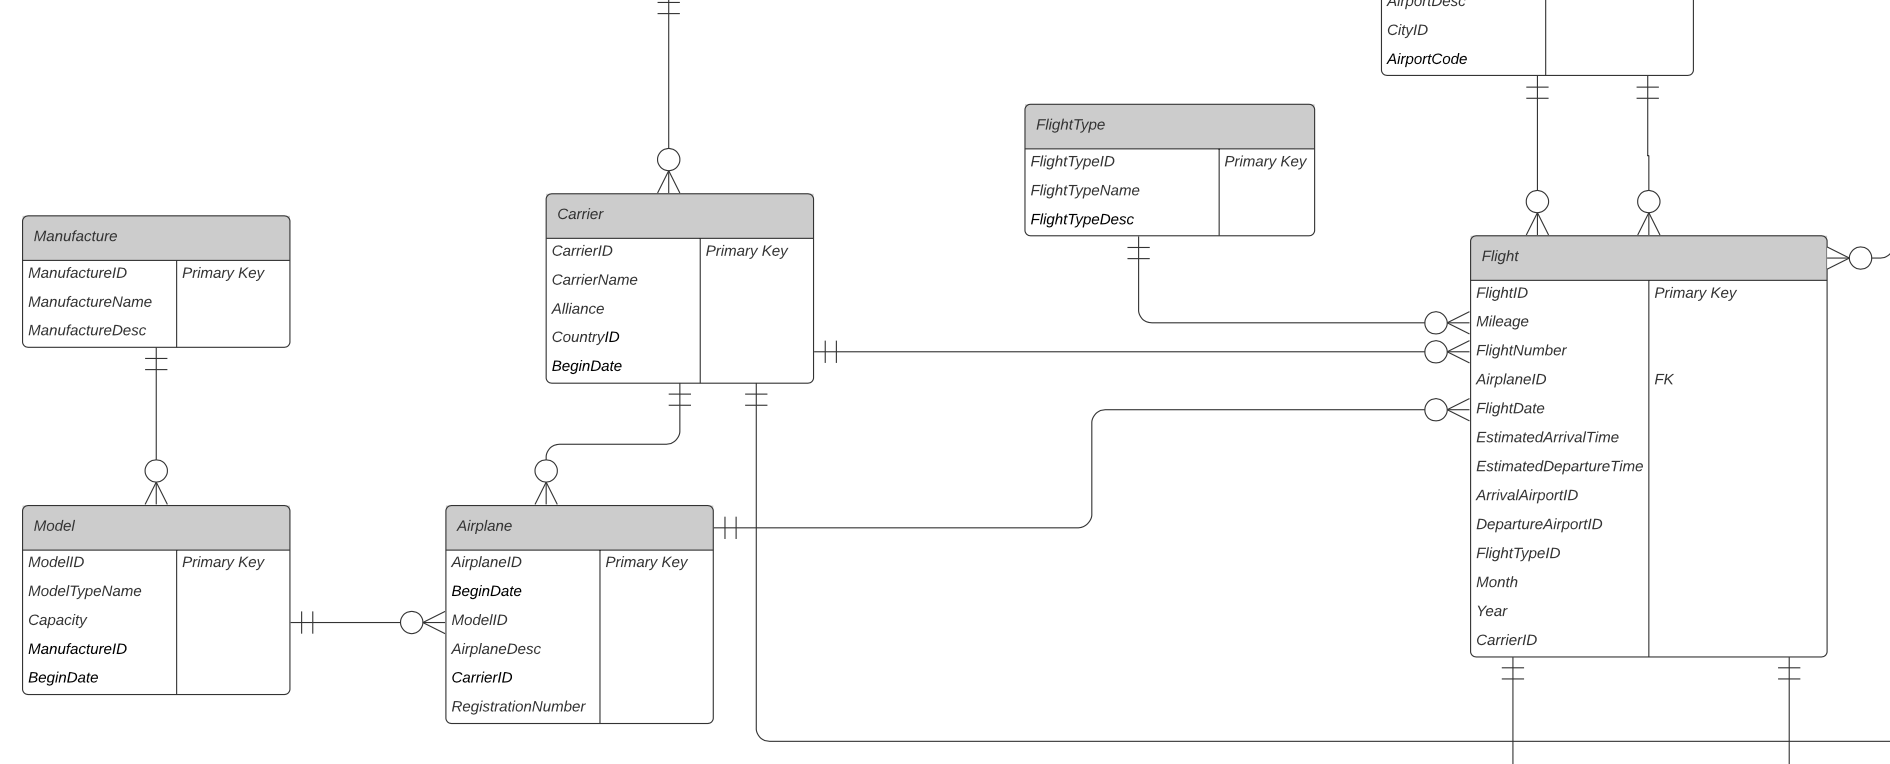 AirportDesc
CityID
AirportCode
FlightType
FlightTypeID Primary Key
FlightTypeName
FlightTypeDesc
Carrier
CarrierID Primary Key
CarrierName
Alliance
CountryID
BeginDate
Manufacture
ManufactureID Primary Key
ManufactureName
ManufactureDesc
Flight
FlightID Primary Key
Mileage
FlightNumber
AirplaneID FK
FlightDate
EstimatedArrivalTime
EstimatedDepartureTime
ArrivalAirportID
DepartureAirportID
FlightTypeID
Month
Year
CarrierID
Model
ModelID Primary Key
ModelTypeName
Capacity
ManufactureID
BeginDate
Airplane
AirplaneID Primary Key
BeginDate
ModelID
AirplaneDesc
CarrierID
RegistrationNumber